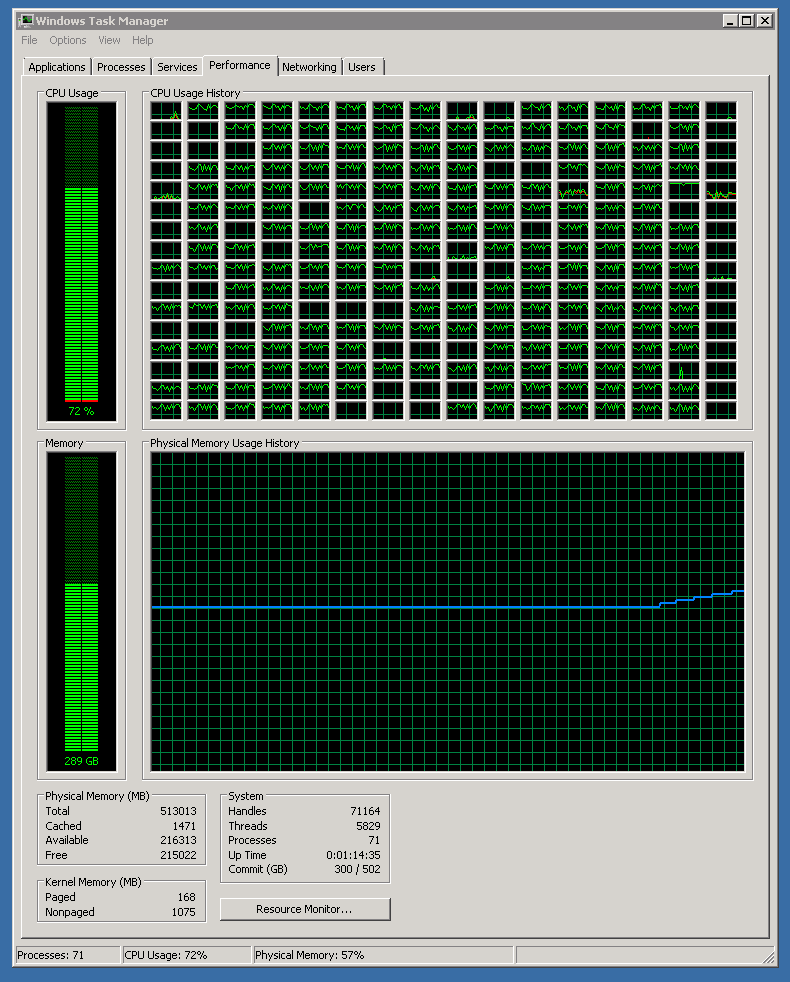 Windows Task Manager
File Options View Help
Applications Processes Services Performance Networking Users
CPU Usage
CPU Usage History
72 %
Memory
Physical Memory Usage History
289 GB
Physical Memory (MB)
Total 513013
Cached 1471
Available 216313
Free 215022
Kernel Memory (MB)
Paged 168
Nonpaged 1075
System
Handles 71164
Threads 5829
Processes 71
Up Time 0:01:14:35
Commit (GB) 300 / 502
Resource Monitor...
Processes: 71 CPU Usage: 72% Physical Memory: 57%